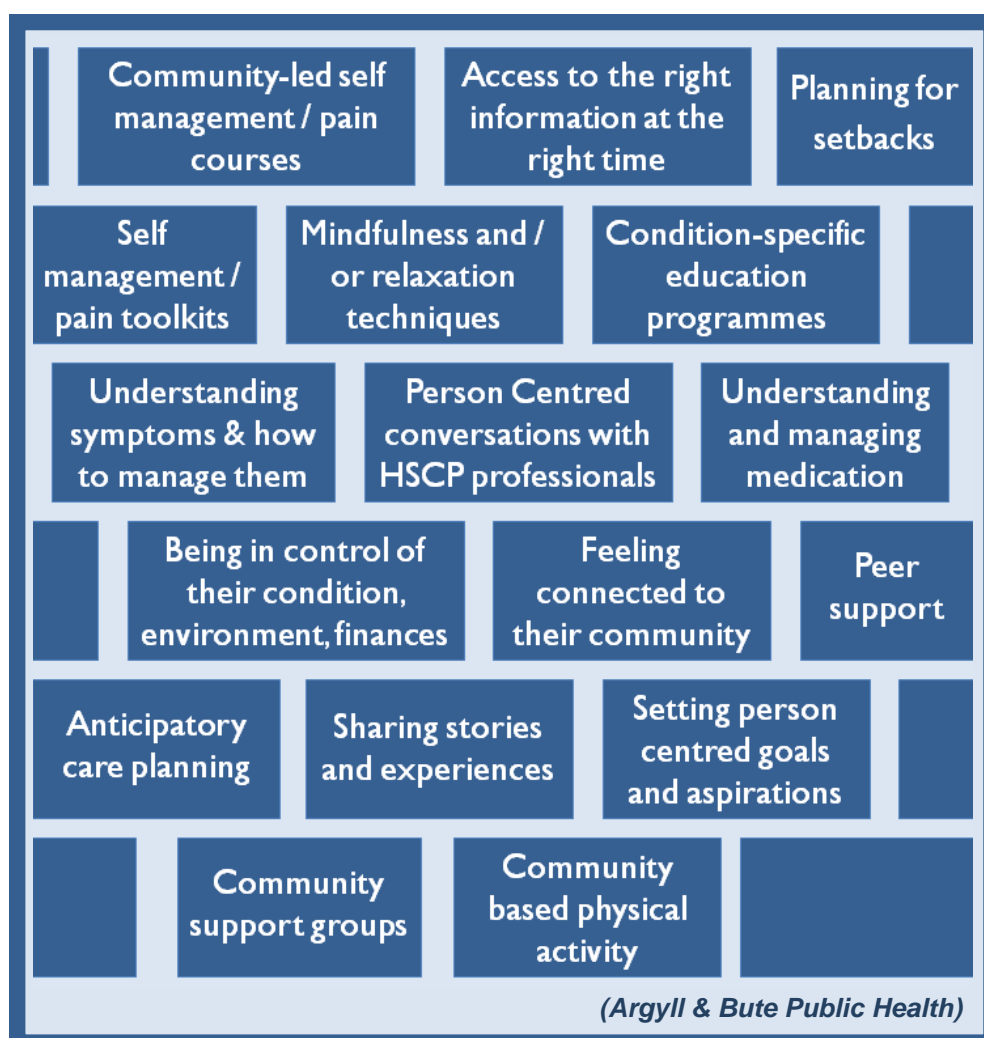 Community-led self
management / pain
courses
Access to the right
information at the
right time
Planning for
setbacks
Self
management /
pain toolkits
Mindfulness and /
or relaxation
techniques
Condition-specific
education
programmes
Understanding
symptoms & how
to manage them
Person Centred
conversations with
HSCP professionals
Understanding
and managing
medication
Being in control of
their condition,
environment, finances
Feeling
connected to
their community
Peer
support
Anticipatory
care planning
Sharing stories
and experiences
Setting person
centred goals
and aspirations
Community
support groups
Community
based physical
activity
(Argyll & Bute Public Health)